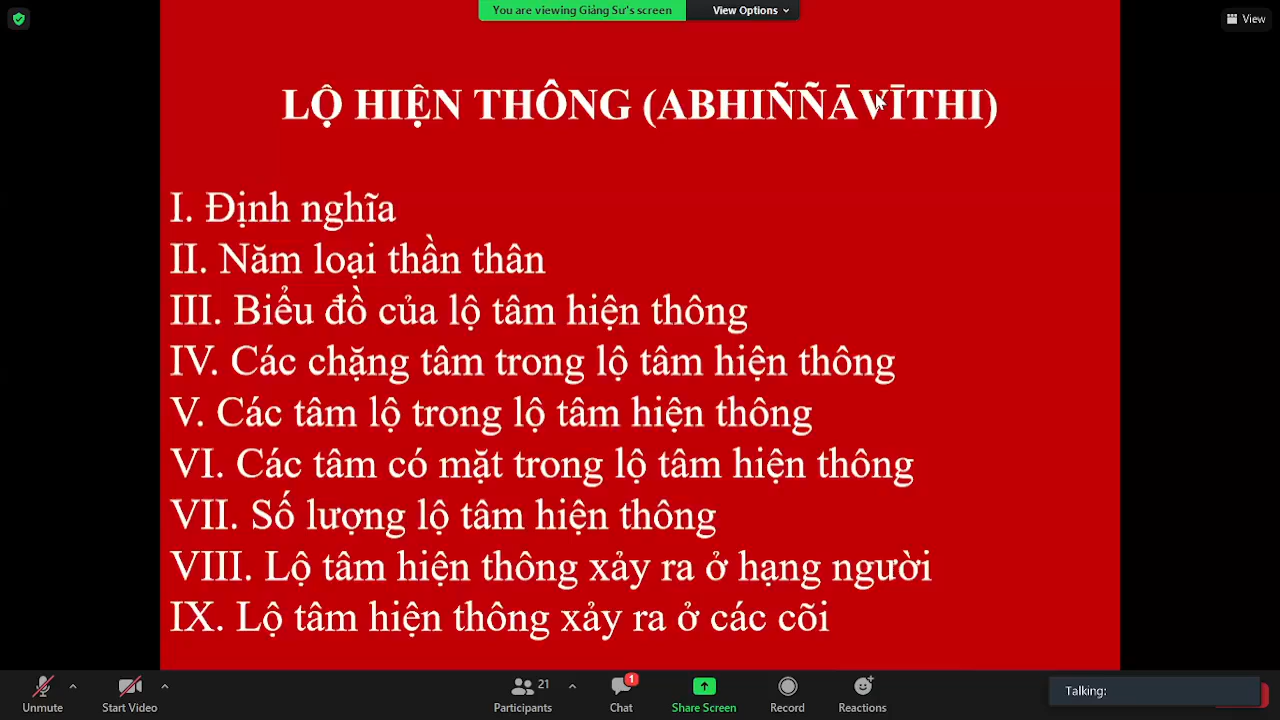 You are viewing Giảng Sư's screen
View Options
View
LỘ HIỆN THÔNG (ABHIÑÑĀVĪTHI)
I. Định nghĩa
II. Năm loại thần thân
III. Biểu đồ của lộ tâm hiện thông
IV. Các chặng tâm trong lộ tâm hiện thông
V. Các tâm lộ trong lộ tâm hiện thông
VI. Các tâm có mặt trong lộ tâm hiện thông
VII. Số lượng lộ tâm hiện thông
VIII. Lộ tâm hiện thông xảy ra ở hạng người
IX. Lộ tâm hiện thông xảy ra ở các cõi
Unmute
Start Video
Participants 21
Chat 1
Share Screen
Record
Reactions
Talking: